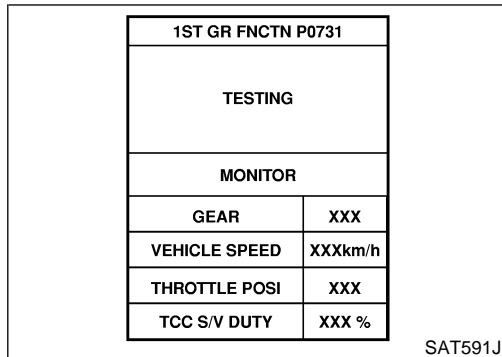 1ST GR FNCTN P0731
TESTING
MONITOR
GEAR XXX
VEHICLE SPEED XXXkm/h
THROTTLE POSI XXX
TCC S/V DUTY XXX %
SAT591J